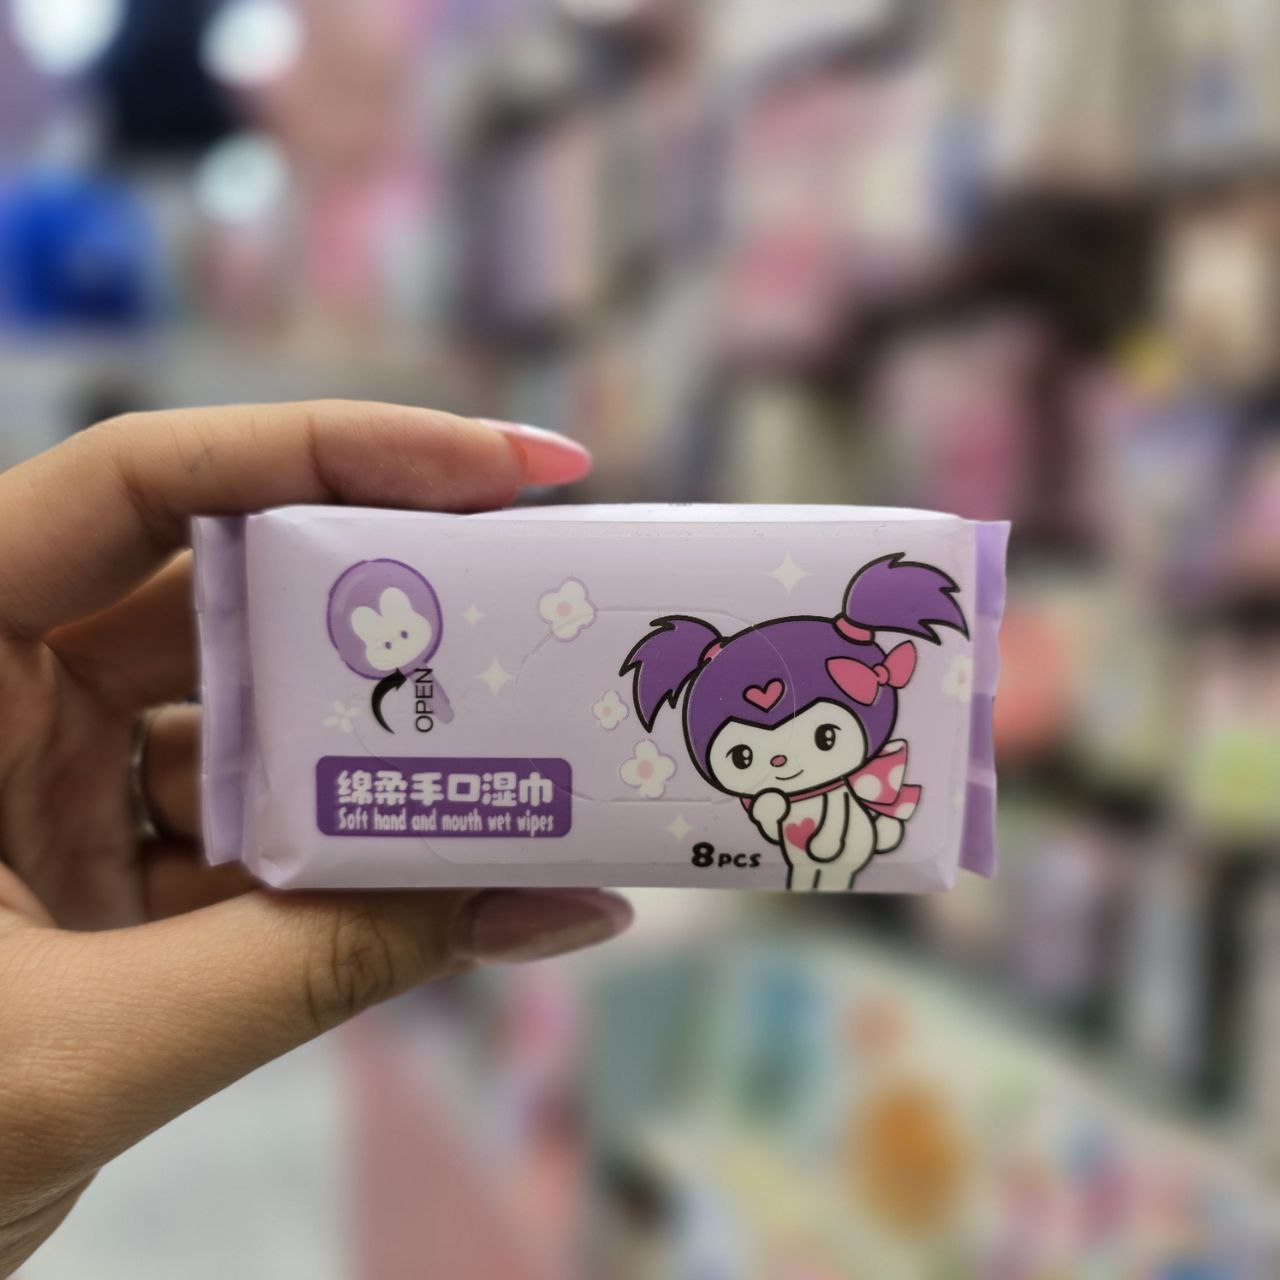 OPEN
绵柔手口湿巾
Soft hand and mouth wet wipes
8PCS